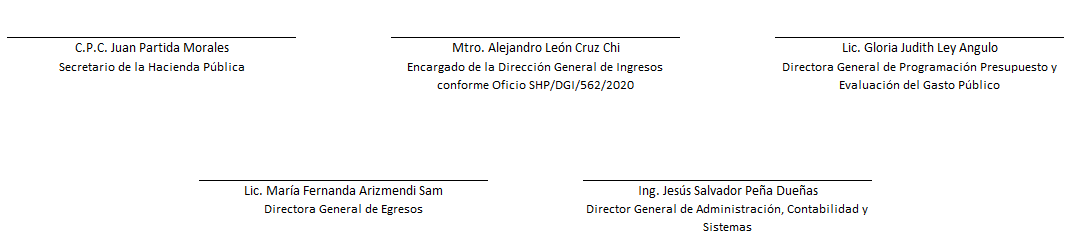 C.P.C. Juan Partida Morales
Secretario de la Hacienda Pública
Mtro. Alejandro León Cruz Chi
Encargado de la Dirección General de Ingresos
conforme Oficio SHP/DGI/562/2020
Lic. Gloria Judith Ley Angulo
Directora General de Programación Presupuesto y
Evaluación del Gasto Público
Lic. María Fernanda Arizmendi Sam
Directora General de Egresos
Ing. Jesús Salvador Peña Dueñas
Director General de Administración, Contabilidad y
Sistemas